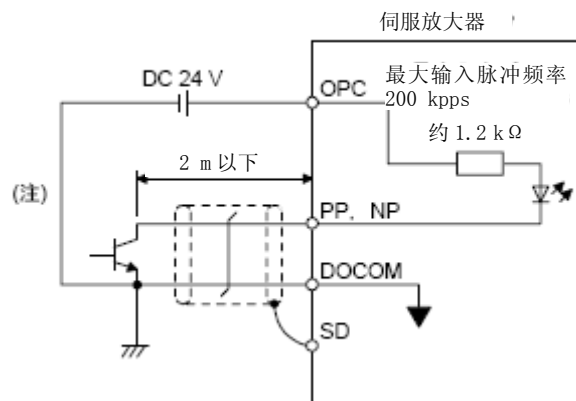 伺服放大器
DC 24 V
OPC
最大输入脉冲频率
200 kpps
约 1.2 kΩ
2 m 以下
(注)
PP, NP
DOCOM
SD